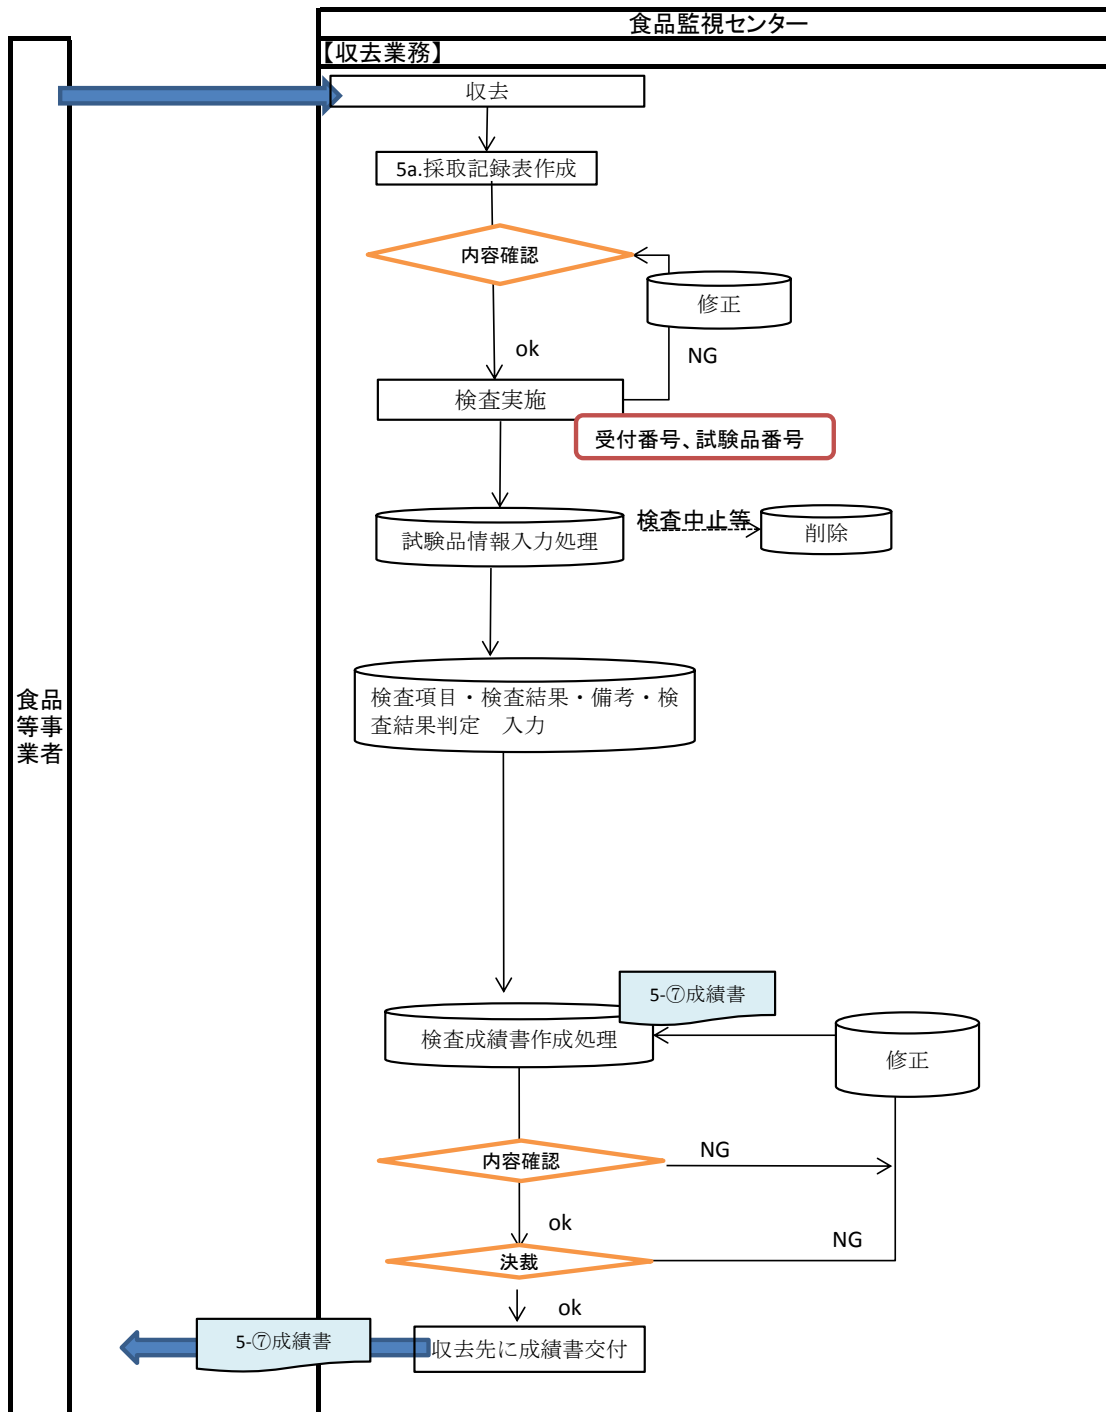 食品監視センター
【収去業務】
収去
5a.採取記録表作成
内容確認
修正
ok
NG
検査実施
受付番号、試験品番号
検査中止等
試験品情報入力処理
削除
食品
等事
業者
検査項目・検査結果・備考・検
査結果判定　入力
5-⑦成績書
検査成績書作成処理
修正
内容確認
NG
ok
NG
決裁
ok
5-⑦成績書
収去先に成績書交付